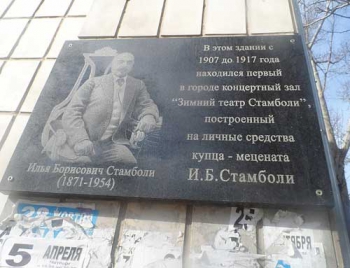 В этом здании с
1907 до 1917 года
находился первый
в городе концертный зал
"Зимний театр Стамболи",
построенный
на личные средства
купца - мецената
И.Б.Стамболи
Илья Борисович Стамболи
(1871-1954)
5 АПРЕЛЯ
25